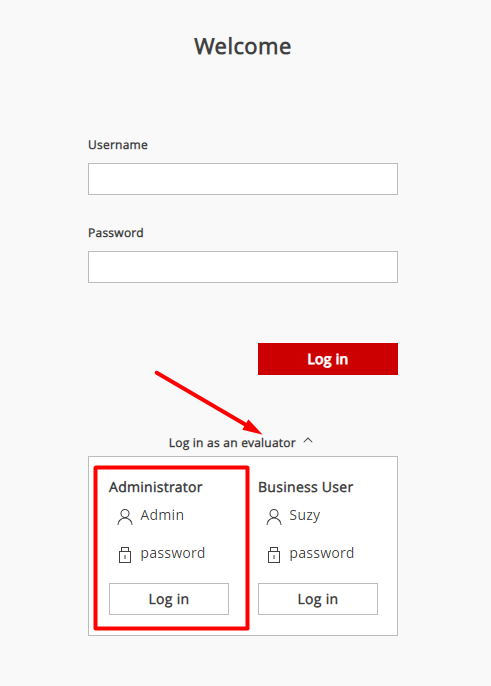 Welcome
Username
Password
Log in
Log in as an evaluator
Administrator
Admin
password
Log in
Business User
Suzy
password
Log in